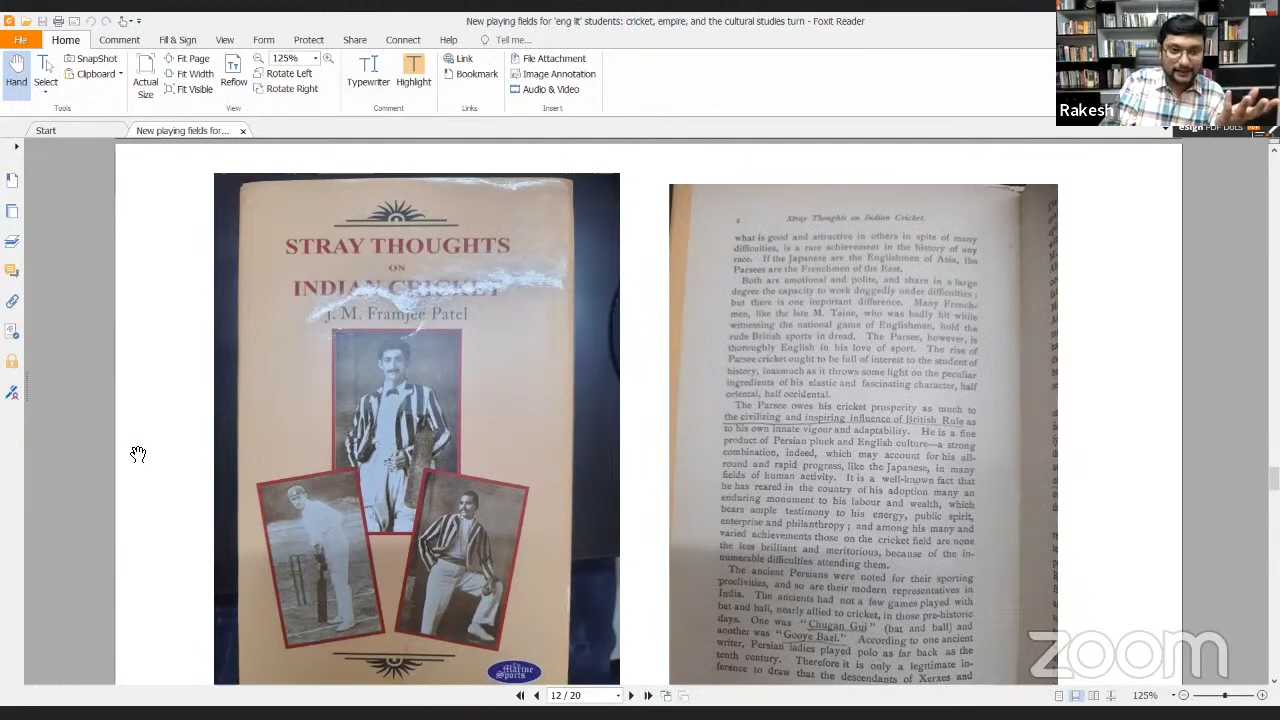 New playing fields for 'eng lit' students: cricket, empire, and the cultural studies turn - Foxit Reader
File Home Comment Fill & Sign View Form Protect Share Connect Help Tell me...
Hand
Select
SnapShot
Clipboard
Actual
Size
Fit Page
Fit Width
Fit Visible
Reflow
125%
Rotate Left
Rotate Right
Typewriter
Highlight
Link
Bookmark
File Attachment
Image Annotation
Audio & Video
Tools View Comment Links Insert
Rakesh
eSign PDF Docs
Start
New playing fields for...
STRAY THOUGHTS
ON
INDIAN CRICKET
J. M. Framjee Patel
The
Marine
Sports
Stray Thoughts on Indian Cricket.
what is good and attractive in others in spite of many
difficulties, is a rare achievement in the history of any
race. If the Japanese are the Englishmen of Asia, the
Parsees are the Frenchmen of the East.
Both are emotional and polite, and share in a large
degree the capacity to work doggedly under difficulties;
but there is one important difference. Many French-
men, like the late M. Taine, who was badly hit while
witnessing the national game of Englishmen, hold the
rude British sports in dread. The Parsee, however, is
thoroughly English in his love of sport. The rise of
Parsee cricket ought to be full of interest to the student of
history, inasmuch as it throws some light on the peculiar
ingredients of his elastic and fascinating character, half
oriental, half occidental.
The Parsee owes his cricket prosperity as much to
the civilizing and inspiring influence of British Rule as
to his own innate vigour and adaptability. He is a fine
product of Persian pluck and English culture—a strong
combination, indeed, which may account for his all-
round and rapid progress, like the Japanese, in many
fields of human activity. It is a well-known fact that
he has reared in the country of his adoption many an
enduring monument to his labour and wealth, which
bears ample testimony to his energy, public spirit,
enterprise and philanthropy; and among his many and
varied achievements those on the cricket field are none
the less brilliant and meritorious, because of the in-
numerable difficulties attending them.
The ancient Persians were noted for their sporting
proclivities, and so are their modern representatives in
India. The ancients had not a few games played with
bat and ball, nearly allied to cricket, in those pre-historic
days. One was "Chugan Gui" (bat and ball) and
another was "Gooye Bazi." According to one ancient
writer, Persian ladies played polo as far back as the
tenth century. Therefore it is only a legitimate in-
ference to draw that the descendants of Xerxes and
zoom
12 / 20
125%